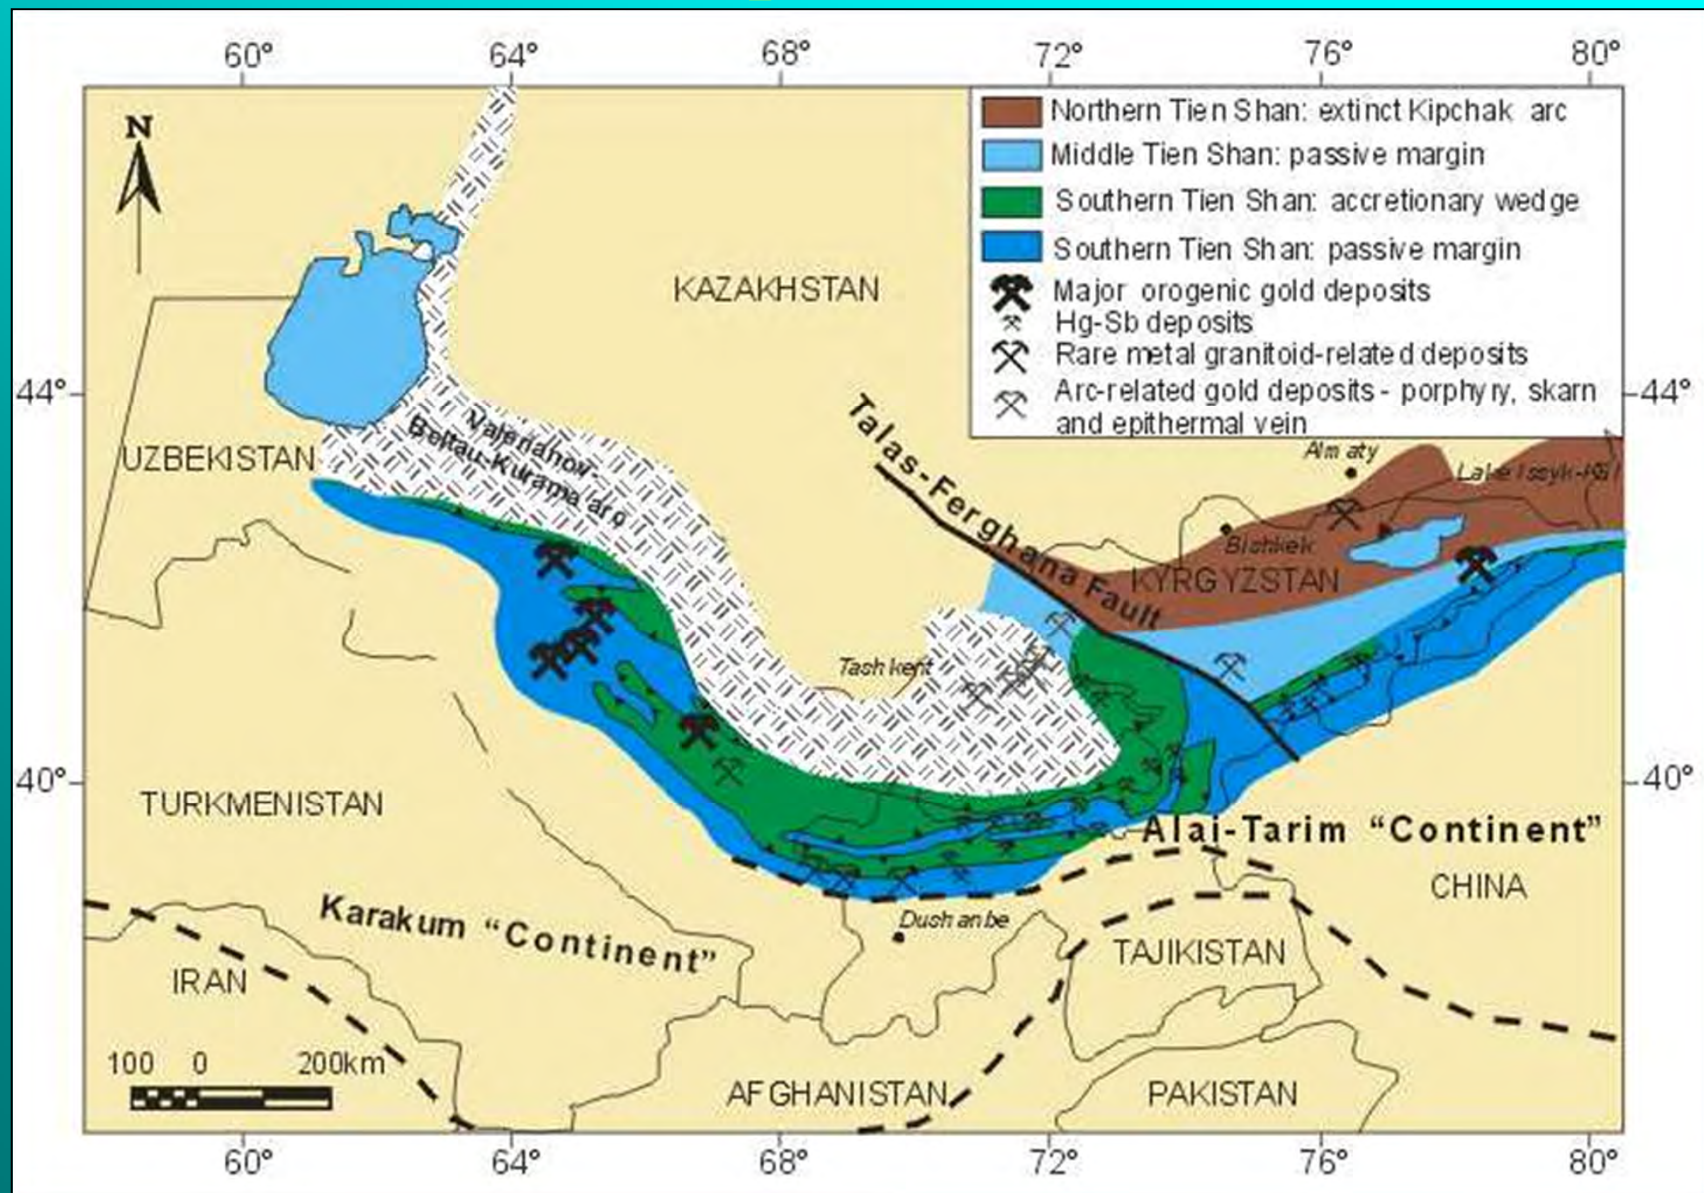 60° 64° 68° 72° 76° 80°
N
Northern Tien Shan: extinct Kipchak arc
Middle Tien Shan: passive margin
Southern Tien Shan: accretionary wedge
Southern Tien Shan: passive margin
Major orogenic gold deposits
Hg-Sb deposits
Rare metal granitoid-related deposits
Arc-related gold deposits - porphyry, skarn
and epithermal vein
KAZAKHSTAN
44° 44°
Talas-Ferghana Fault
Valerianov-
Beltau-Kurama arc
UZBEKISTAN
Almaty
Lake Issyk-Kul
Bishkek
KYRGYZSTAN
Tashkent
40° 40°
TURKMENISTAN
Alai-Tarim “Continent”
CHINA
Karakum “Continent”
Dushanbe
TAJIKISTAN
IRAN
100 0 200km
AFGHANISTAN
PAKISTAN
60° 64° 68° 72° 76° 80°